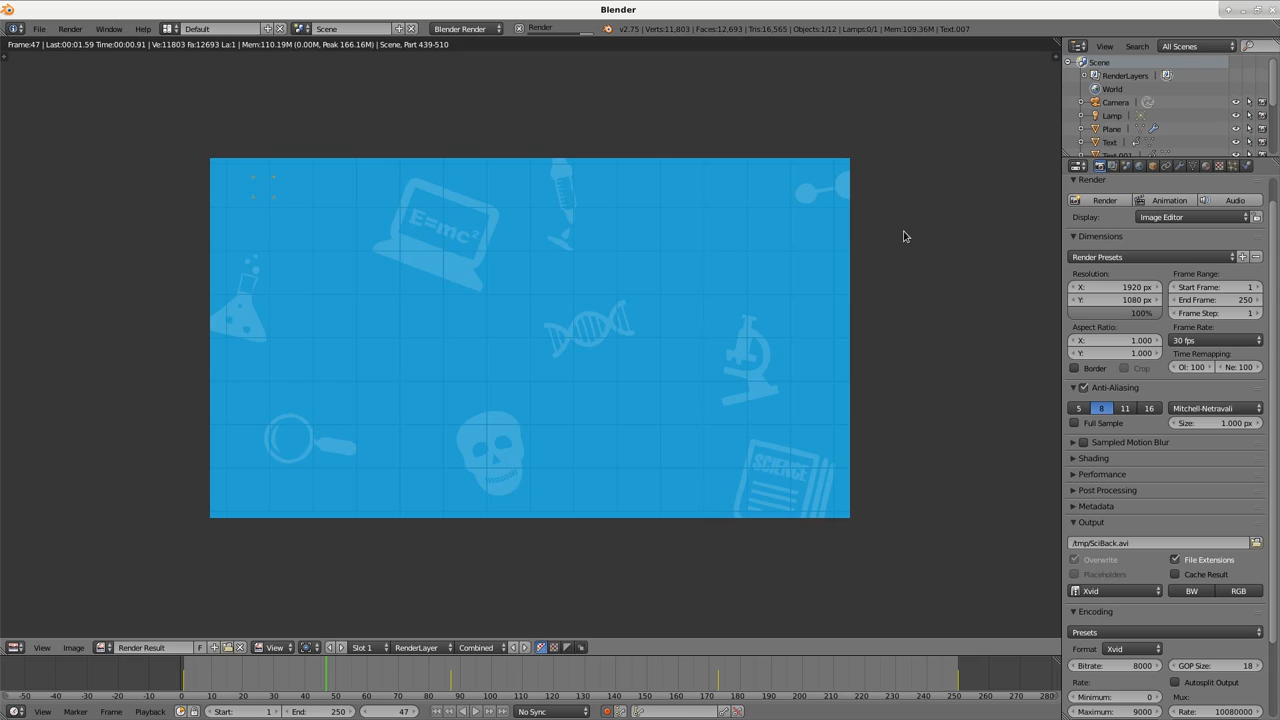 Blender
File
Render
Window
Help
Default
Scene
Blender Render
Render
v2.75 | Verts:11,803 | Faces:12,693 | Tris:16,565 | Objects:1/12 | Lamps:0/1 | Mem:109.36M | Text.007
Frame:47 | Last:00:01.59 Time:00:00.91 | Ve:11803 Fa:12693 La:1 | Mem:110.19M (0.00M, Peak 166.16M) | Scene, Part 439-510
View
Search
All Scenes
Scene
RenderLayers
World
Camera
Lamp
Plane
Text
Text.001
E=mc²
SCIENCE
Render
Render
Animation
Audio
Display:
Image Editor
Dimensions
Render Presets
Resolution:
Frame Range:
X: 1920 px
Start Frame: 1
Y: 1080 px
End Frame: 250
100%
Frame Step: 1
Aspect Ratio:
Frame Rate:
X: 1.000
30 fps
Y: 1.000
Time Remapping:
Border
Crop
Ol: 100
Ne: 100
Anti-Aliasing
5
8
11
16
Mitchell-Netravali
Full Sample
Size: 1.000 px
Sampled Motion Blur
Shading
Performance
Post Processing
Metadata
Output
/tmp/SciBack.avi
Overwrite
File Extensions
Placeholders
Cache Result
Xvid
BW
RGB
Encoding
Presets
Format
Xvid
Bitrate: 8000
GOP Size: 18
Rate:
Autosplit Output
Minimum: 0
Mux:
Maximum: 9000
Rate: 10080000
View
Image
Render Result
F
View
Slot 1
RenderLayer
Combined
-50 -40 -30 -20 -10 0 10 20 30 40 50 60 70 80 90 100 110 120 130 140 150 160 170 180 190 200 210 220 230 240 250 260 270 280
View
Marker
Frame
Playback
Start: 1
End: 250
47
No Sync